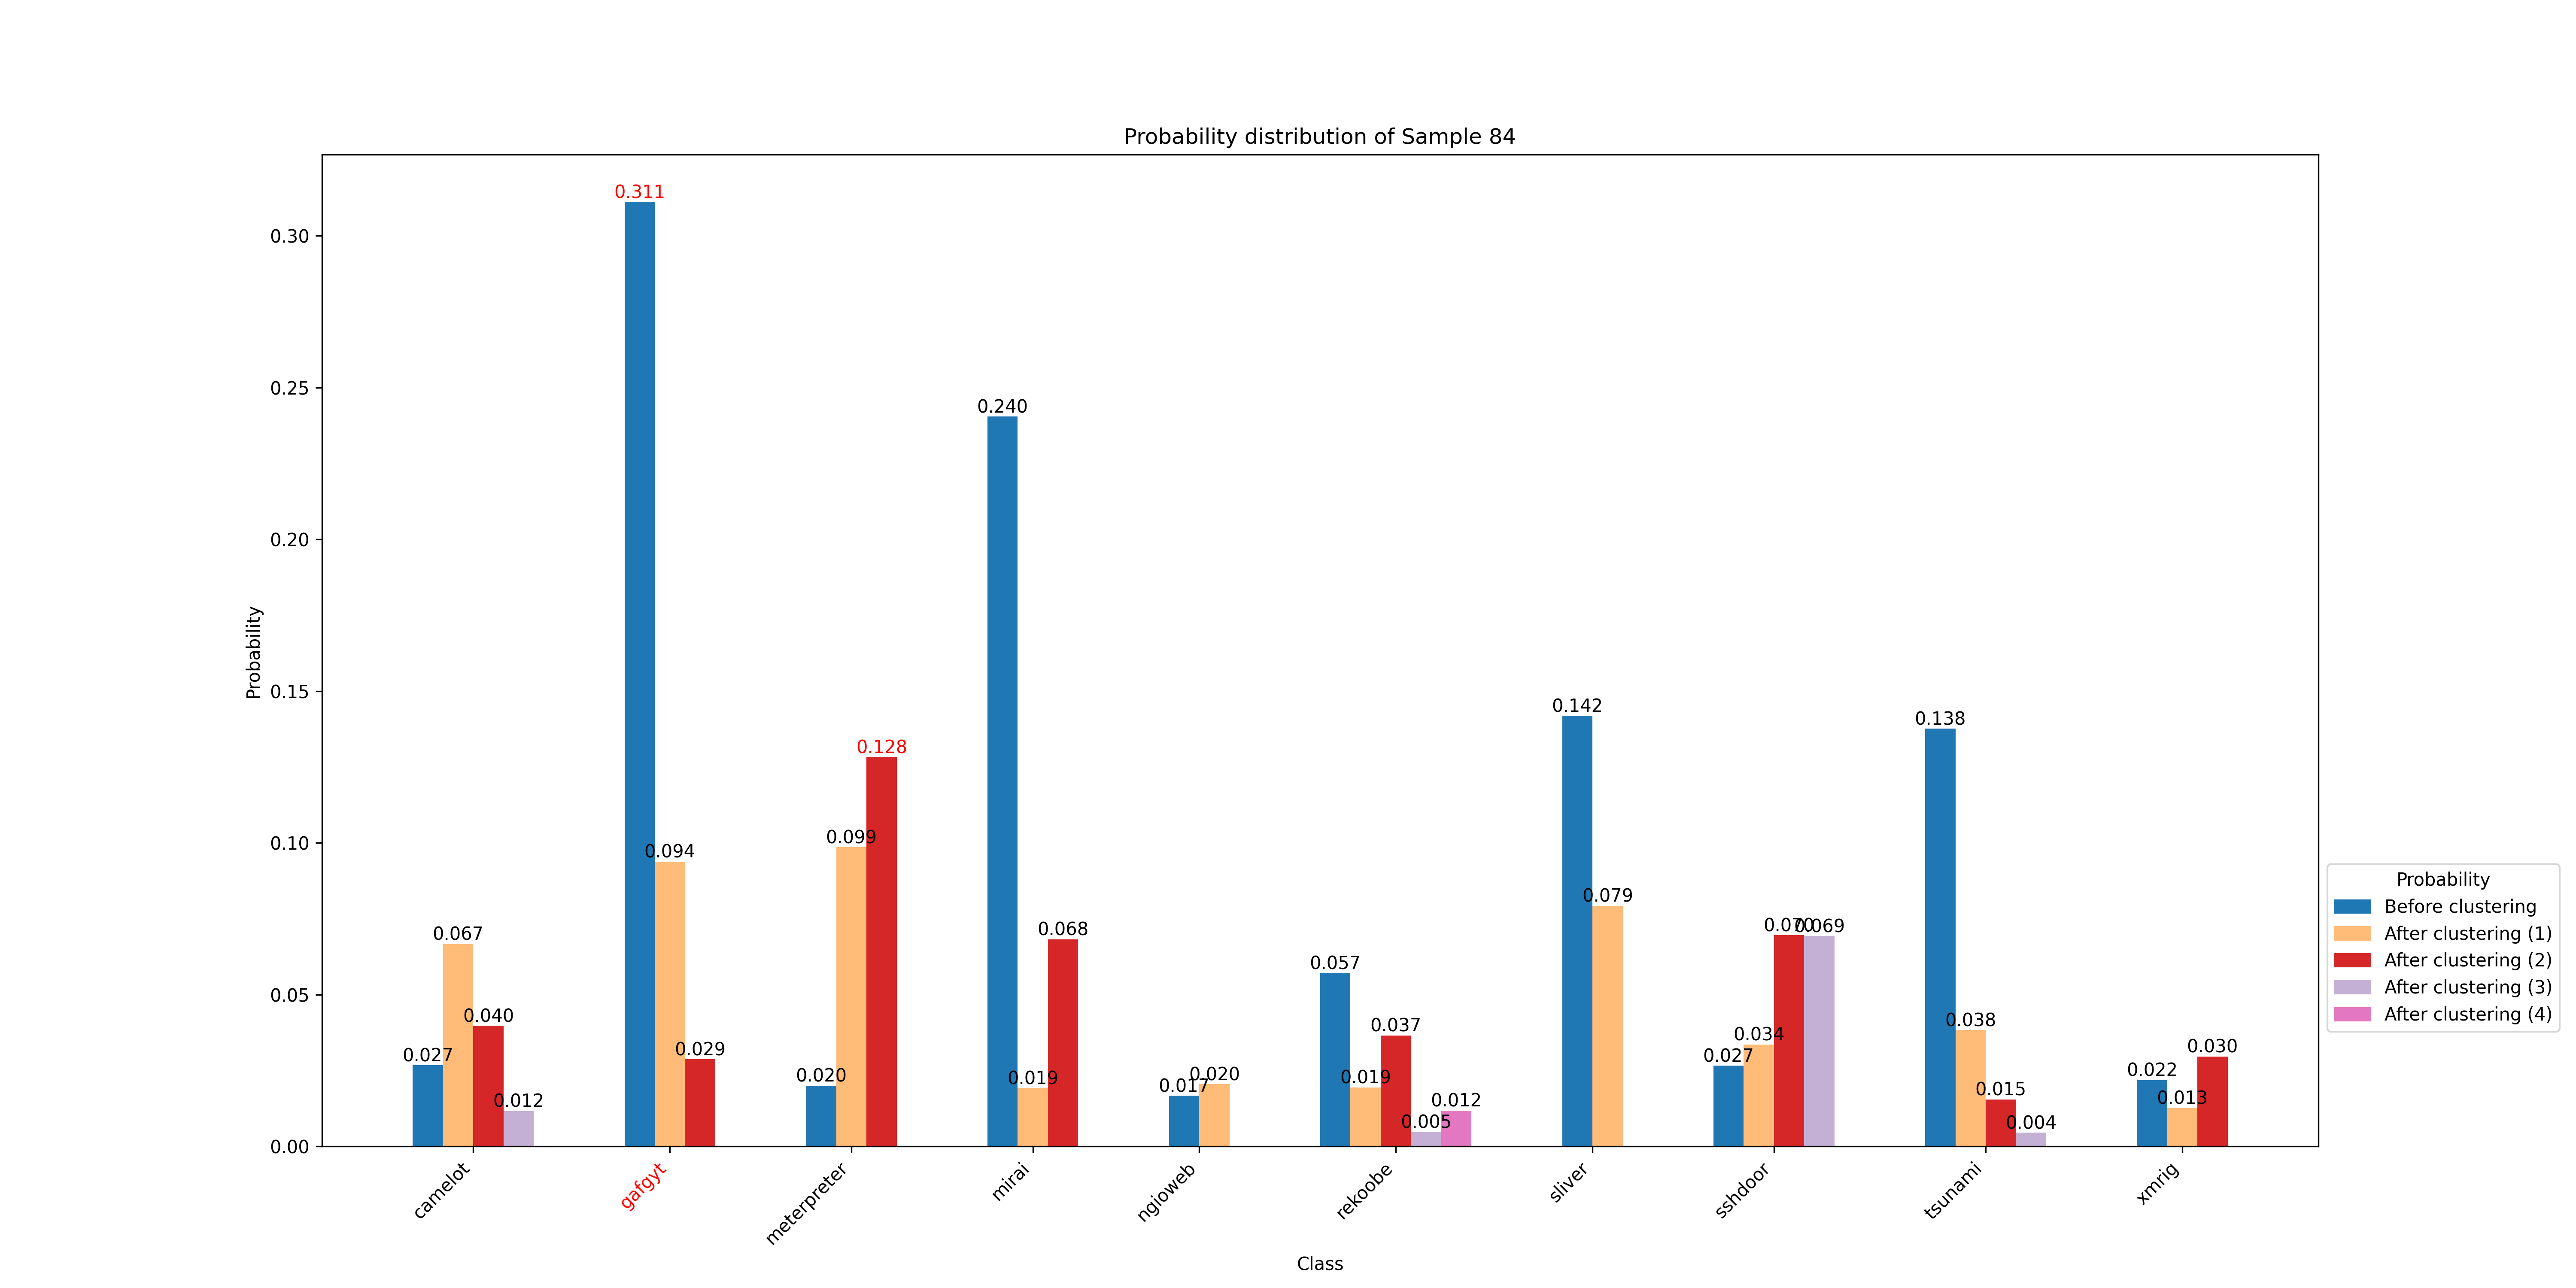 Probability distribution of Sample 84
Probability
0.30
0.25
0.20
0.15
0.10
0.05
0.00
0.027
0.067
0.040
0.012
0.311
0.094
0.029
0.020
0.099
0.128
0.240
0.019
0.068
0.017
0.020
0.057
0.019
0.037
0.005
0.012
0.142
0.079
0.027
0.034
0.070
0.069
0.138
0.038
0.015
0.004
0.022
0.013
0.030
camelot
gafgyt
meterpreter
mirai
ngioweb
rekoobe
sliver
sshdoor
tsunami
xmrig
Class
Probability
Before clustering
After clustering (1)
After clustering (2)
After clustering (3)
After clustering (4)